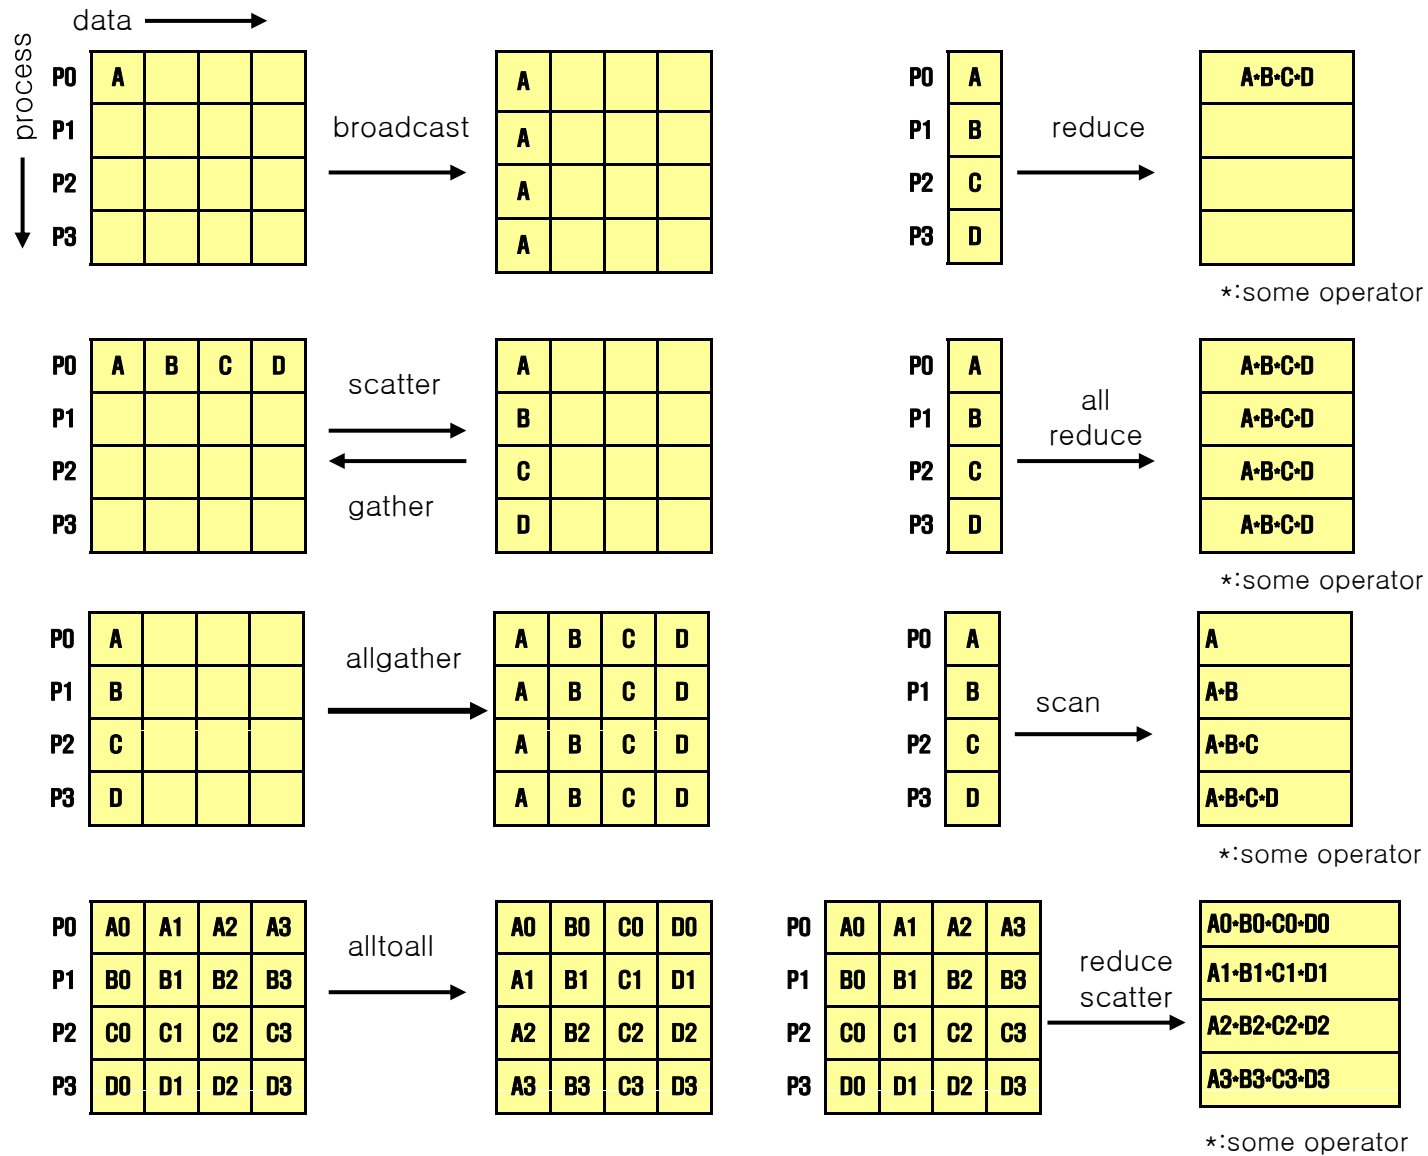 data
process
P0 A
P1
P2
P3
broadcast
A
A
A
A
P0 A
P1 B
P2 C
P3 D
reduce
A*B*C*D
*:some operator
P0 A B C D
P1
P2
P3
scatter
gather
A
B
C
D
P0 A
P1 B
P2 C
P3 D
all
reduce
A*B*C*D
A*B*C*D
A*B*C*D
A*B*C*D
*:some operator
P0 A
P1 B
P2 C
P3 D
allgather
A B C D
A B C D
A B C D
A B C D
P0 A
P1 B
P2 C
P3 D
scan
A
A*B
A*B*C
A*B*C*D
*:some operator
P0 A0 A1 A2 A3
P1 B0 B1 B2 B3
P2 C0 C1 C2 C3
P3 D0 D1 D2 D3
alltoall
A0 B0 C0 D0
A1 B1 C1 D1
A2 B2 C2 D2
A3 B3 C3 D3
P0 A0 A1 A2 A3
P1 B0 B1 B2 B3
P2 C0 C1 C2 C3
P3 D0 D1 D2 D3
reduce
scatter
A0*B0*C0*D0
A1*B1*C1*D1
A2*B2*C2*D2
A3*B3*C3*D3
*:some operator